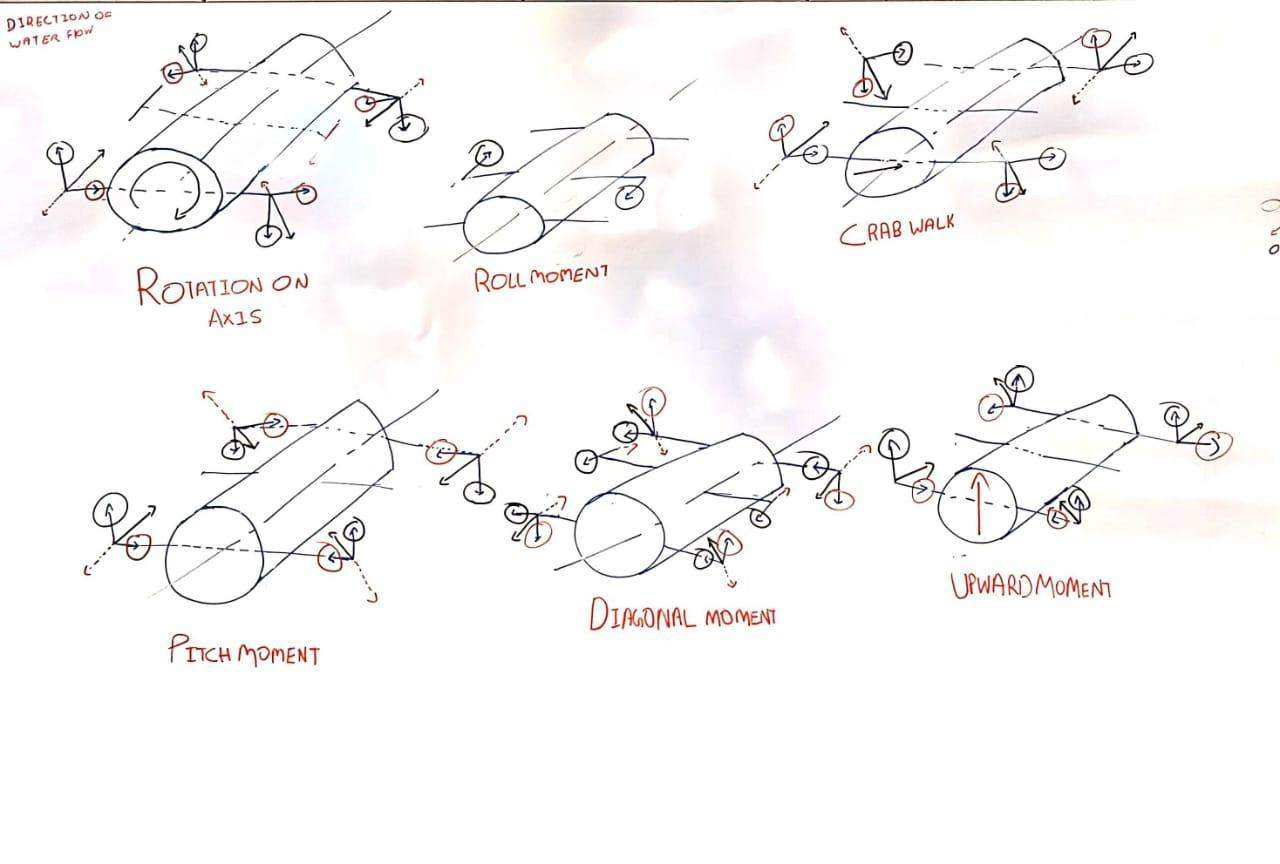 DIRECTION OF
WATER FLOW
ROTATION ON
AXIS
ROLL MOMENT
CRAB WALK
PITCH MOMENT
DIAGONAL MOMENT
UPWARD MOMENT